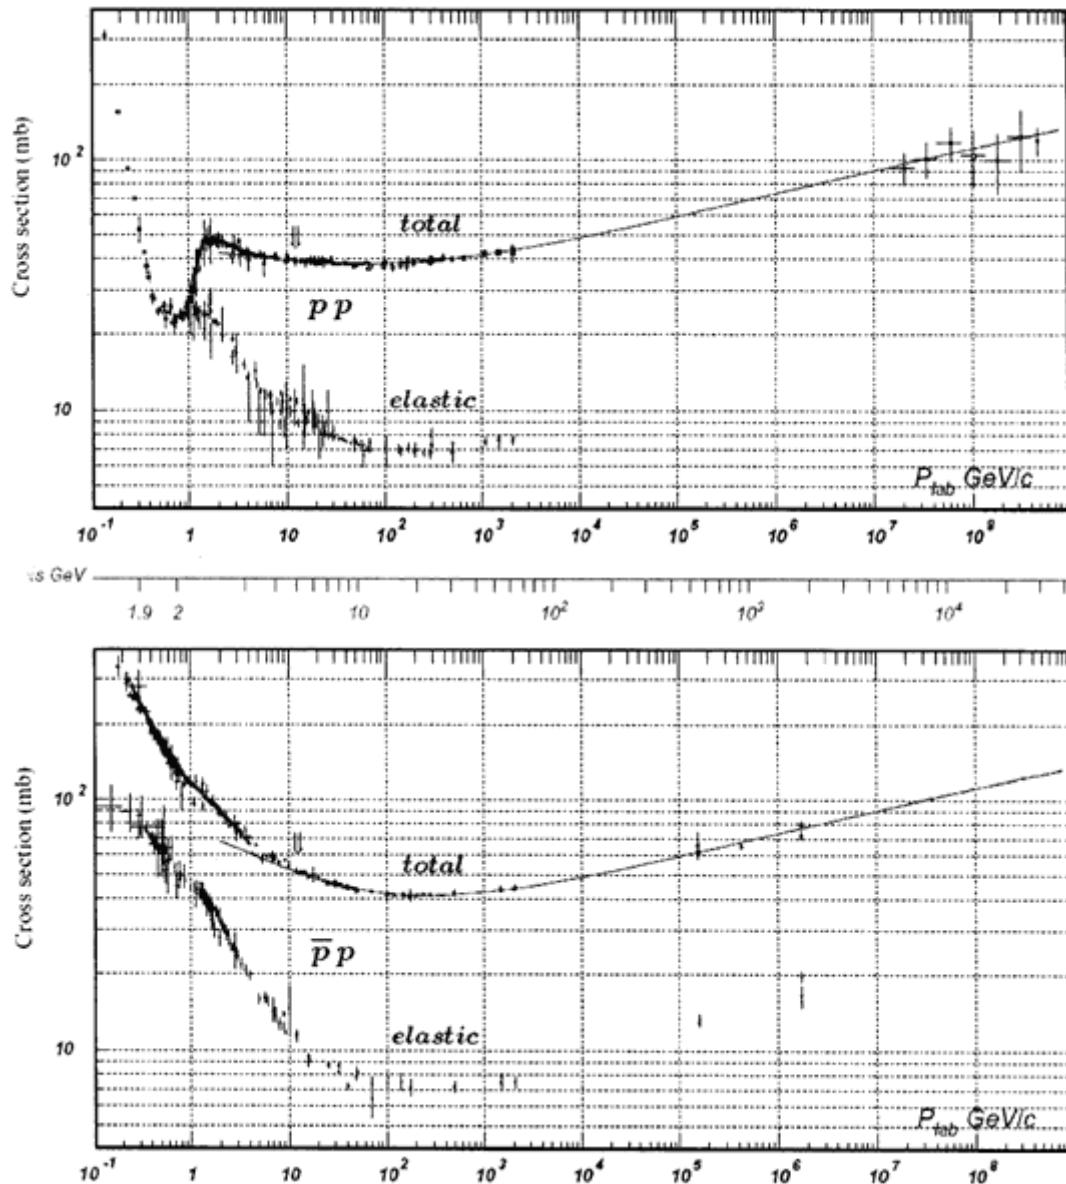 Cross section (mb)
10²
10
total
p p
elastic
P_lab GeV/c
10⁻¹ 1 10 10² 10³ 10⁴ 10⁵ 10⁶ 10⁷ 10⁸
GeV 1.9 2 10 10² 10³ 10⁴
Cross section (mb)
10²
10
total
p̅ p
elastic
P_lab GeV/c
10⁻¹ 1 10 10² 10³ 10⁴ 10⁵ 10⁶ 10⁷ 10⁸